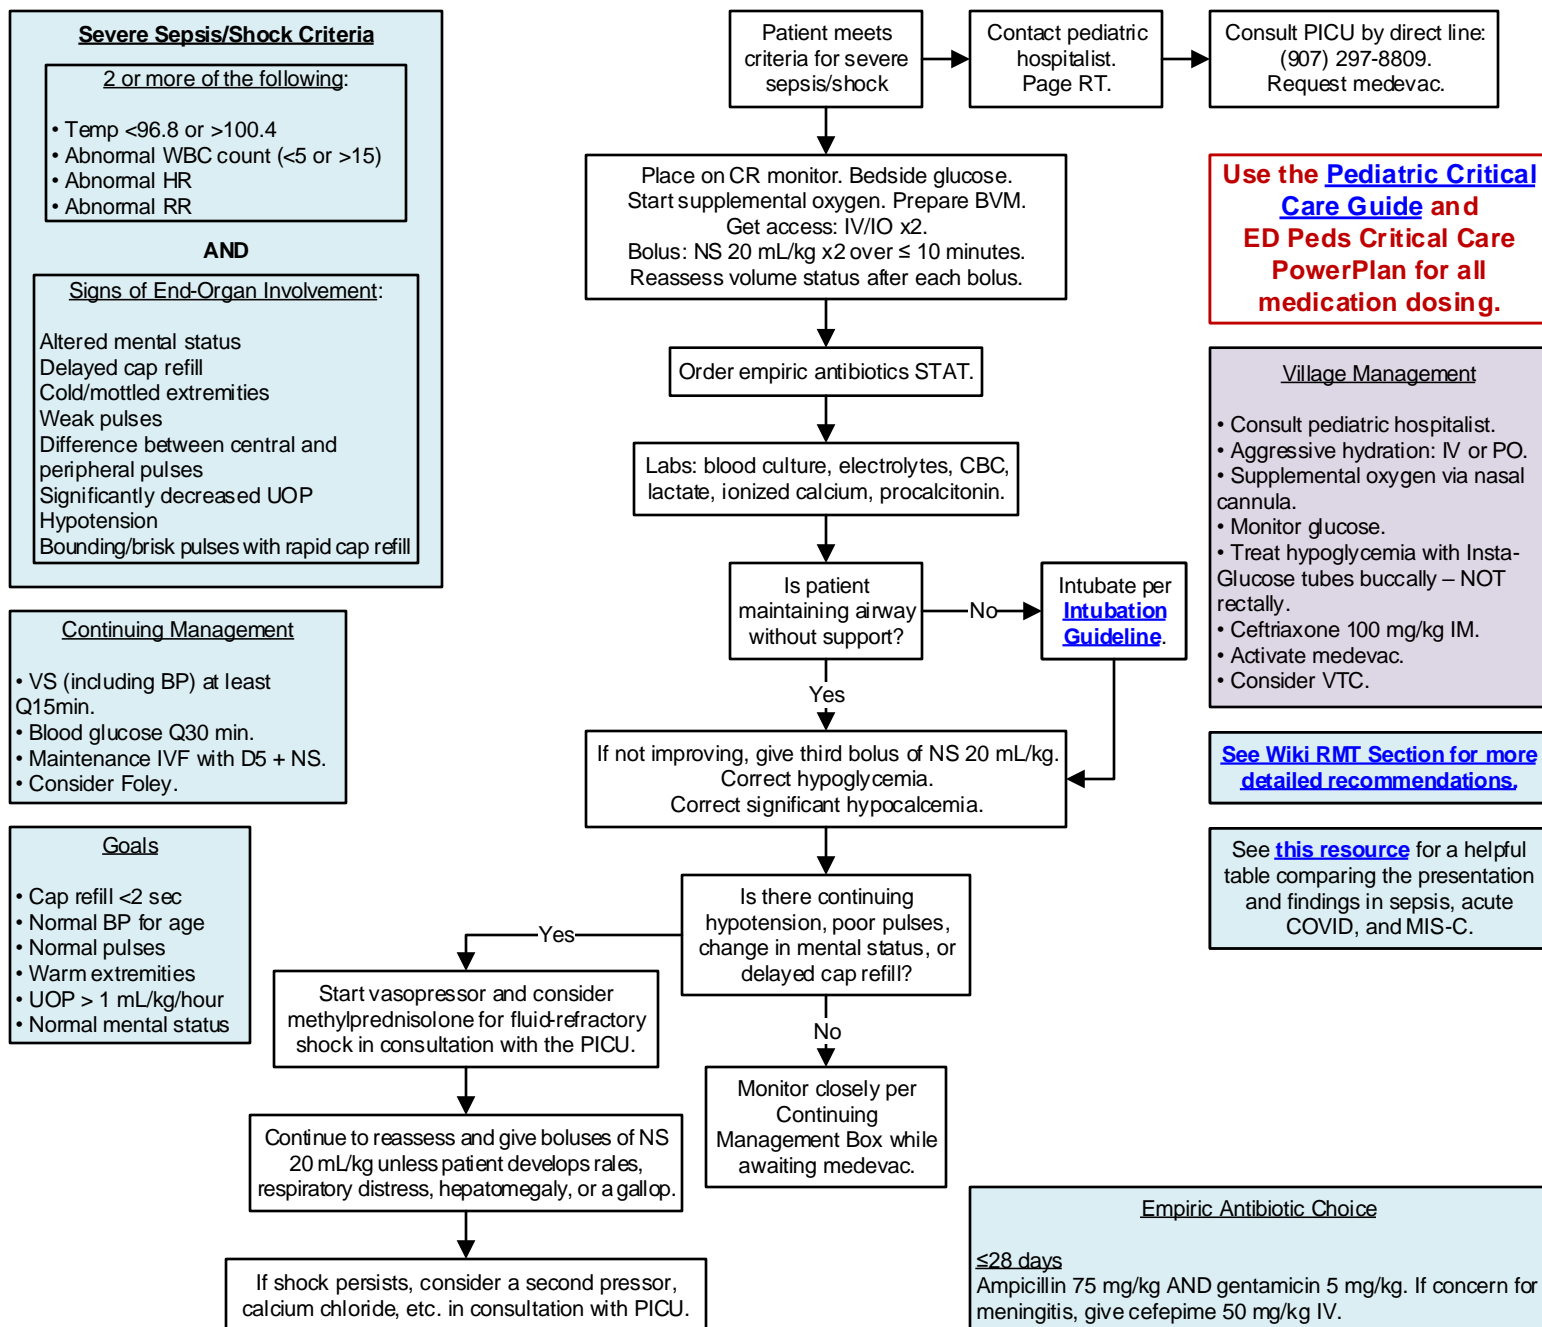 Severe Sepsis/Shock Criteria
2 or more of the following:
• Temp <96.8 or >100.4
• Abnormal WBC count (<5 or >15)
• Abnormal HR
• Abnormal RR
AND
Signs of End-Organ Involvement:
Altered mental status
Delayed cap refill
Cold/mottled extremities
Weak pulses
Difference between central and
peripheral pulses
Significantly decreased UOP
Hypotension
Bounding/brisk pulses with rapid cap refill
Continuing Management
• VS (including BP) at least
Q15min.
• Blood glucose Q30 min.
• Maintenance IVF with D5 + NS.
• Consider Foley.
Goals
• Cap refill <2 sec
• Normal BP for age
• Normal pulses
• Warm extremities
• UOP > 1 mL/kg/hour
• Normal mental status
Patient meets
criteria for severe
sepsis/shock
Contact pediatric
hospitalist.
Page RT.
Consult PICU by direct line:
(907) 297-8809.
Request medevac.
Place on CR monitor. Bedside glucose.
Start supplemental oxygen. Prepare BVM.
Get access: IV/IO x2.
Bolus: NS 20 mL/kg x2 over ≤ 10 minutes.
Reassess volume status after each bolus.
Order empiric antibiotics STAT.
Labs: blood culture, electrolytes, CBC,
lactate, ionized calcium, procalcitonin.
Is patient
maintaining airway
without support?
No
Intubate per
Intubation
Guideline.
Yes
If not improving, give third bolus of NS 20 mL/kg.
Correct hypoglycemia.
Correct significant hypocalcemia.
Is there continuing
hypotension, poor pulses,
change in mental status, or
delayed cap refill?
Yes
Start vasopressor and consider
methylprednisolone for fluid-refractory
shock in consultation with the PICU.
Continue to reassess and give boluses of NS
20 mL/kg unless patient develops rales,
respiratory distress, hepatomegaly, or a gallop.
If shock persists, consider a second pressor,
calcium chloride, etc. in consultation with PICU.
No
Monitor closely per
Continuing
Management Box while
awaiting medevac.
Use the Pediatric Critical
Care Guide and
ED Peds Critical Care
PowerPlan for all
medication dosing.
Village Management
• Consult pediatric hospitalist.
• Aggressive hydration: IV or PO.
• Supplemental oxygen via nasal
cannula.
• Monitor glucose.
• Treat hypoglycemia with Insta-
Glucose tubes buccally – NOT
rectally.
• Ceftriaxone 100 mg/kg IM.
• Activate medevac.
• Consider VTC.
See Wiki RMT Section for more
detailed recommendations.
See this resource for a helpful
table comparing the presentation
and findings in sepsis, acute
COVID, and MIS-C.
Empiric Antibiotic Choice
≤28 days
Ampicillin 75 mg/kg AND gentamicin 5 mg/kg. If concern for
meningitis, give cefepime 50 mg/kg IV.